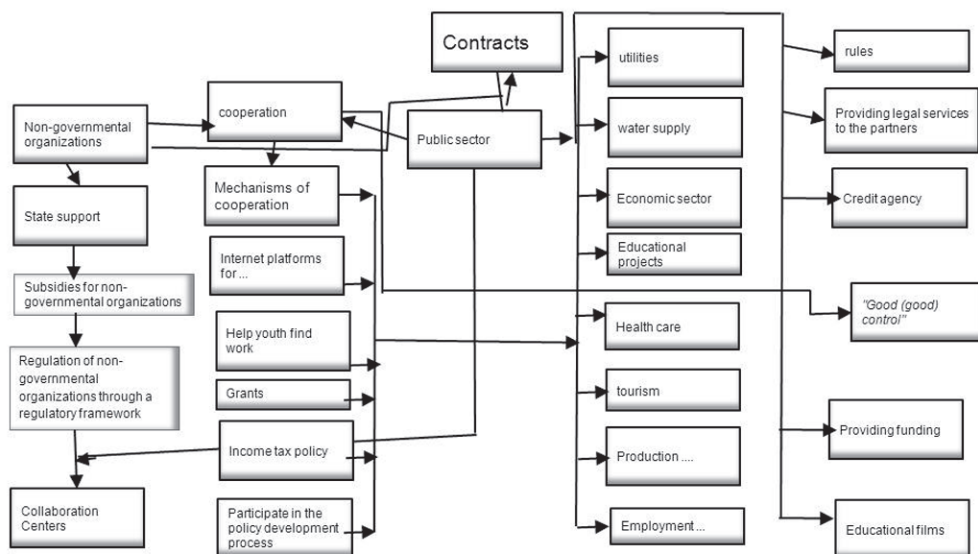 Contracts
Non-governmental
organizations
State support
Subsidies for non-
governmental organizations
Regulation of non-
governmental
organizations through a
regulatory framework
Collaboration
Centers
cooperation
Mechanisms of
cooperation
Internet platforms
for ...
Help youth find
work
Grants
Income tax policy
Participate in the
policy development
process
Public sector
utilities
water supply
Economic sector
Educational
projects
Health care
tourism
Production ....
Employment ...
rules
Providing legal services
to the partners
Credit agency
"Good (good)
control"
Providing funding
Educational films